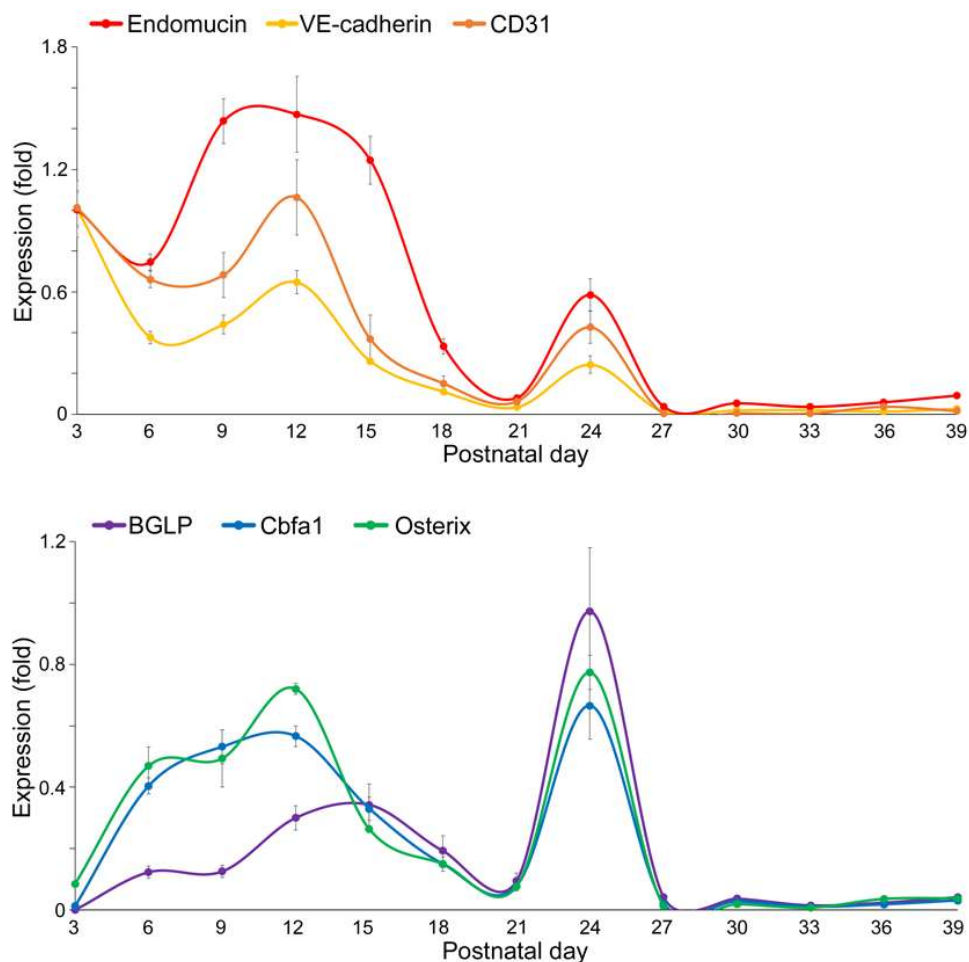 Endomucin VE-cadherin CD31
1.8
1.2
0.6
0
Expression (fold)
3 6 9 12 15 18 21 24 27 30 33 36 39
Postnatal day
BGLP Cbfa1 Osterix
1.2
0.8
0.4
0
Expression (fold)
3 6 9 12 15 18 21 24 27 30 33 36 39
Postnatal day